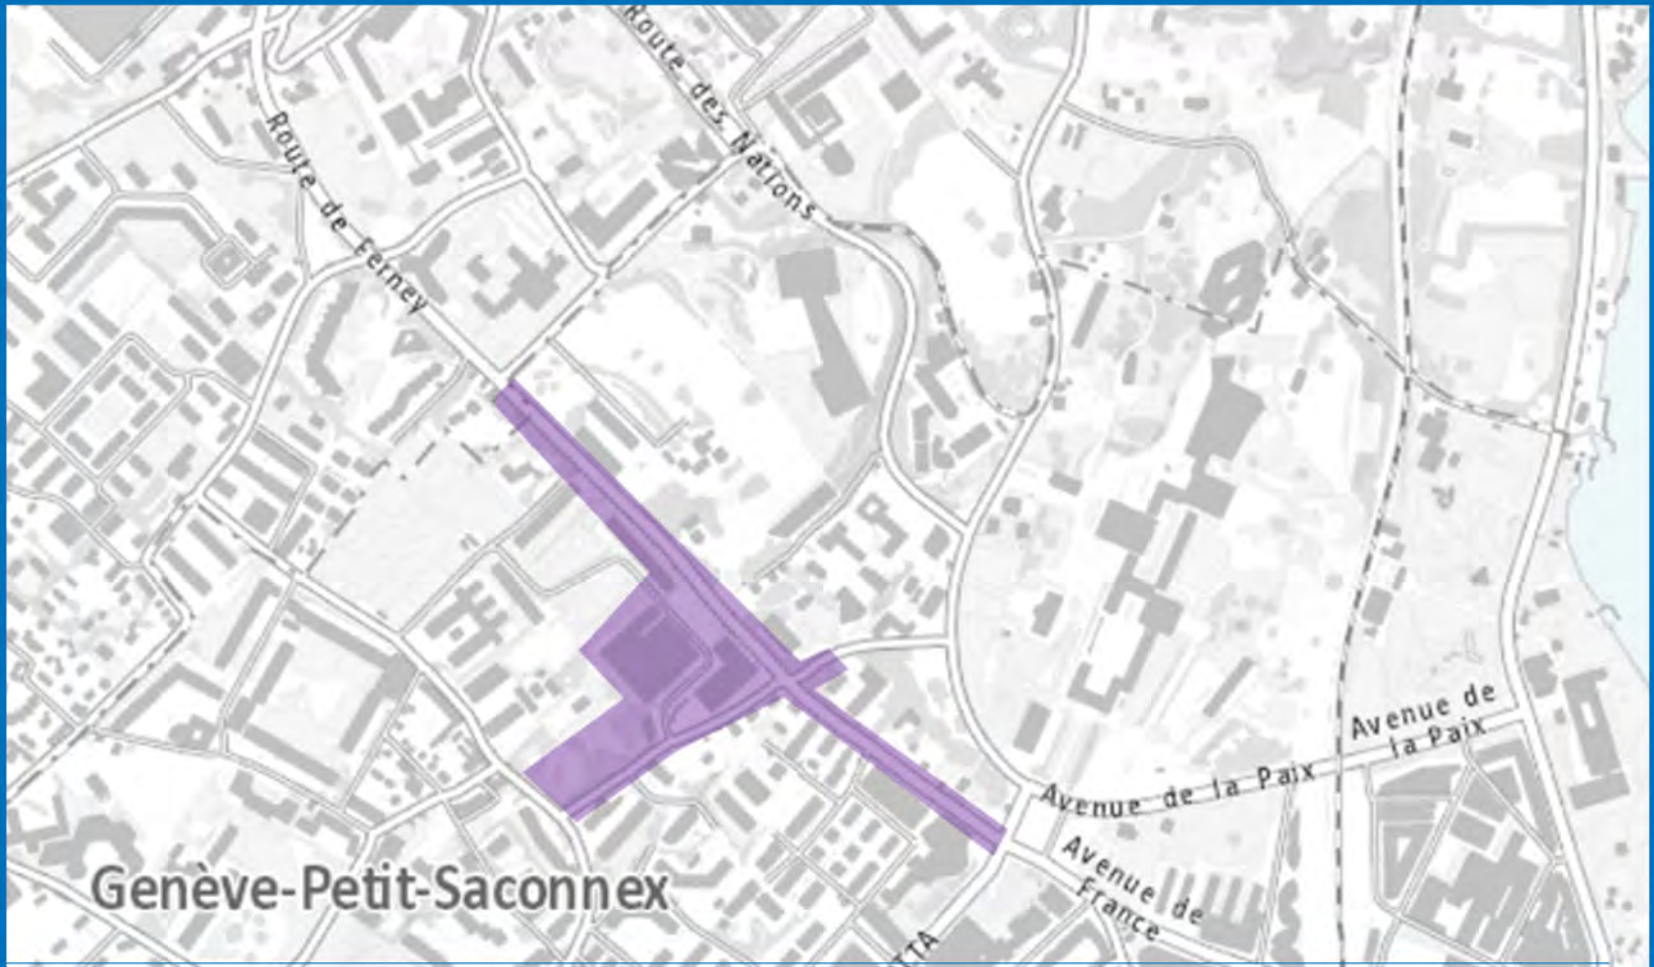 Route des Nations
Route de Ferney
Avenue de
la Paix
Avenue de la Paix
Avenue de
France
Genève-Petit-Saconnex
TTA